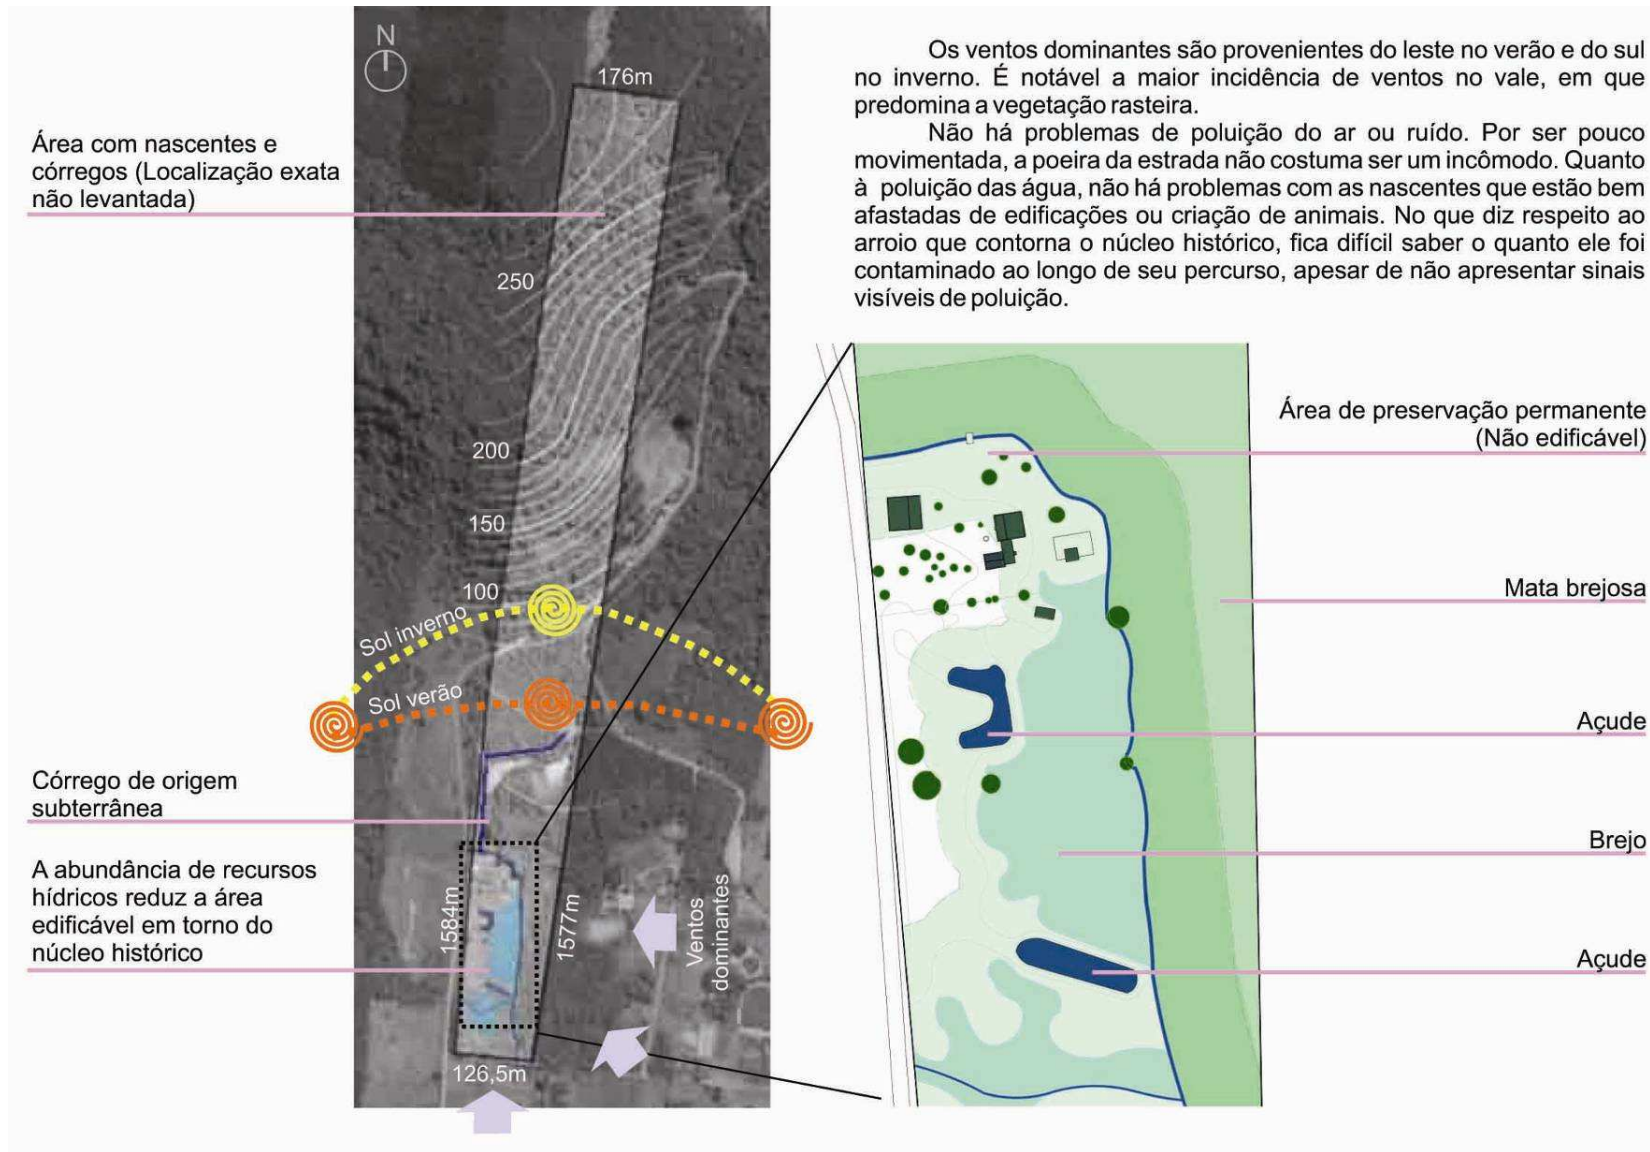 Os ventos dominantes são provenientes do leste no verão e do sul
no inverno. É notável a maior incidência de ventos no vale, em que
predomina a vegetação rasteira.
Não há problemas de poluição do ar ou ruído. Por ser pouco
movimentada, a poeira da estrada não costuma ser um incômodo. Quanto
à poluição das água, não há problemas com as nascentes que estão bem
afastadas de edificações ou criação de animais. No que diz respeito ao
arroio que contorna o núcleo histórico, fica difícil saber o quanto ele foi
contaminado ao longo de seu percurso, apesar de não apresentar sinais
visíveis de poluição.
N
176m
Área com nascentes e
córregos (Localização exata
não levantada)
250
200
150
100
Sol inverno
Sol verão
Córrego de origem
subterrânea
A abundância de recursos
hídricos reduz a área
edificável em torno do
núcleo histórico
1584m
1577m
Ventos
dominantes
126,5m
Área de preservação permanente
(Não edificável)
Mata brejosa
Açude
Brejo
Açude